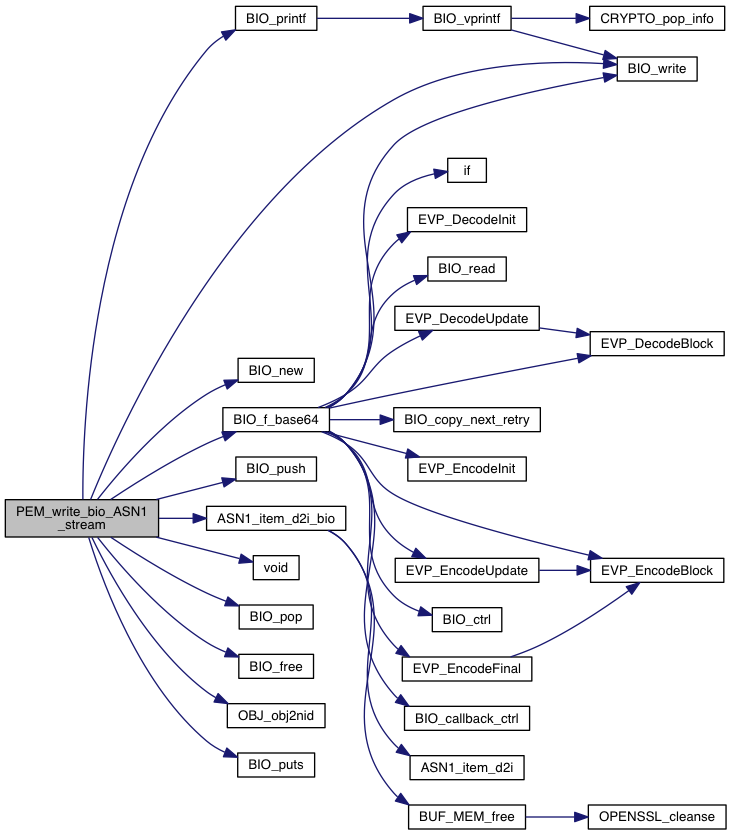 BIO_printf
BIO_vprintf
CRYPTO_pop_info
BIO_write
if
EVP_DecodeInit
BIO_read
EVP_DecodeUpdate
EVP_DecodeBlock
BIO_new
BIO_f_base64
BIO_copy_next_retry
BIO_push
EVP_EncodeInit
PEM_write_bio_ASN1
_stream
ASN1_item_d2i_bio
void
EVP_EncodeUpdate
EVP_EncodeBlock
BIO_pop
BIO_ctrl
BIO_free
EVP_EncodeFinal
OBJ_obj2nid
BIO_callback_ctrl
BIO_puts
ASN1_item_d2i
BUF_MEM_free
OPENSSL_cleanse